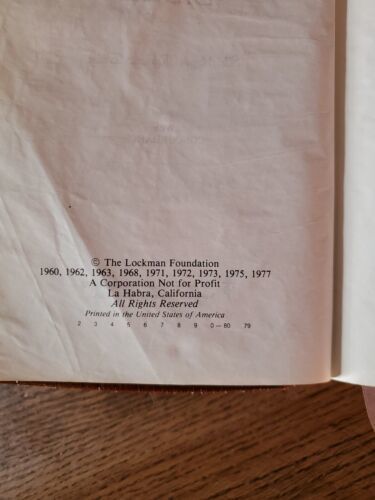 © The Lockman Foundation
1960, 1962, 1963, 1968, 1971, 1972, 1973, 1975, 1977
A Corporation Not for Profit
La Habra, California
All Rights Reserved
Printed in the United States of America
2 3 4 5 6 7 8 9 0—80 79